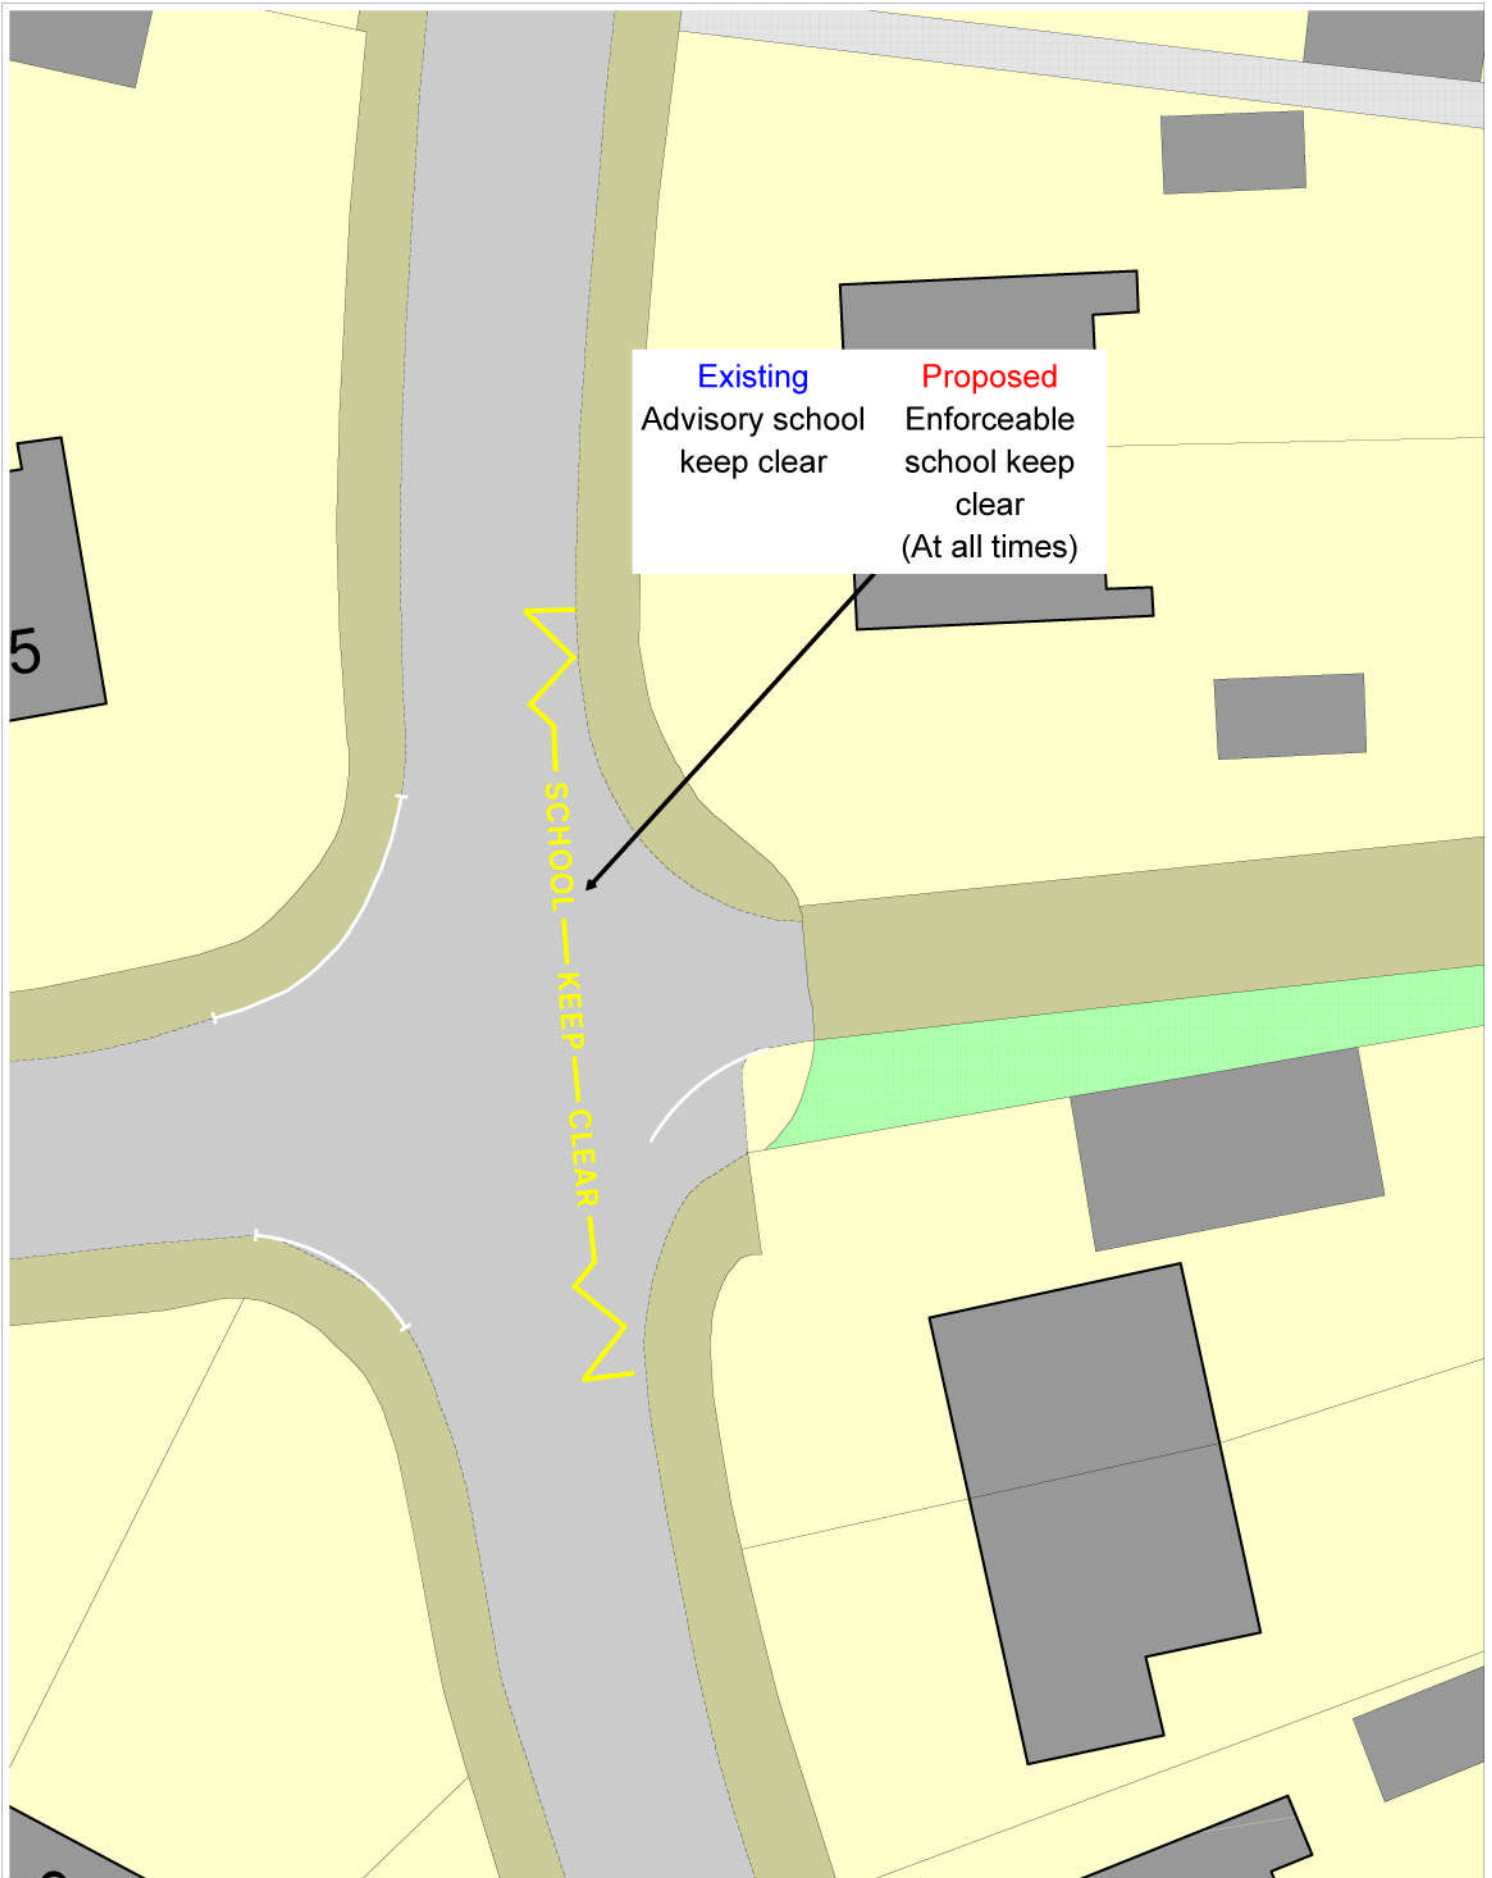 Existing
Advisory school
keep clear
Proposed
Enforceable
school keep
clear
(At all times)
5
SCHOOL KEEP CLEAR